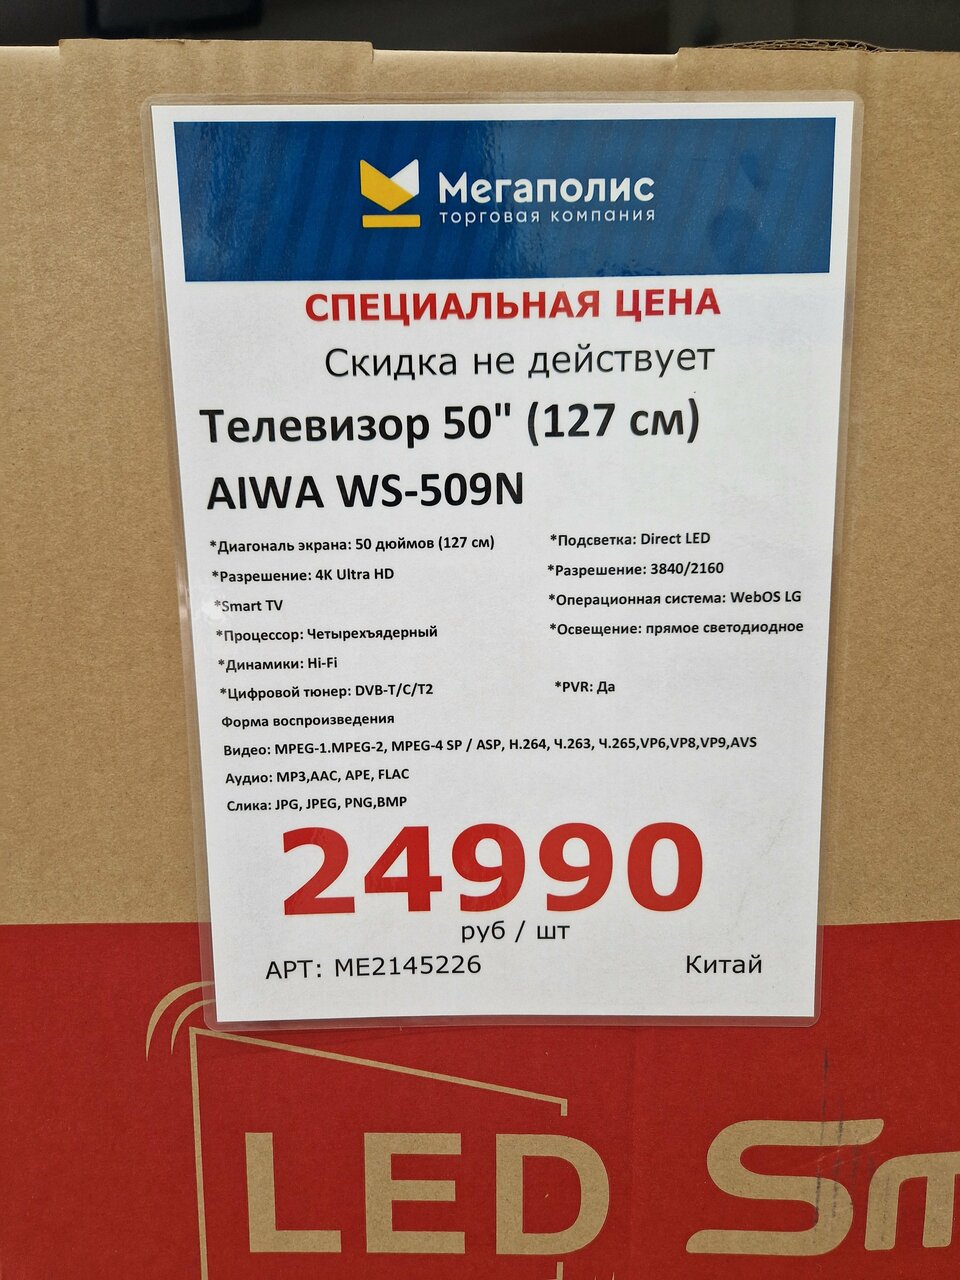 Мегаполис
торговая компания
СПЕЦИАЛЬНАЯ ЦЕНА
Скидка не действует
Телевизор 50" (127 см)
AIWA WS-509N
*Диагональ экрана: 50 дюймов (127 см)
*Подсветка: Direct LED
*Разрешение: 4K Ultra HD
*Разрешение: 3840/2160
*Smart TV
*Операционная система: WebOS LG
*Процессор: Четырехъядерный
*Освещение: прямое светодиодное
*Динамики: Hi-Fi
*Цифровой тюнер: DVB-T/C/T2
*PVR: Да
Форма воспроизведения
Видео: MPEG-1.MPEG-2, MPEG-4 SP / ASP, H.264, Ч.263, Ч.265,VP6,VP8,VP9,AVS
Аудио: MP3,AAC, APE, FLAC
Слика: JPG, JPEG, PNG,BMP
24990
руб / шт
АРТ: ME2145226
Китай
LED Sm